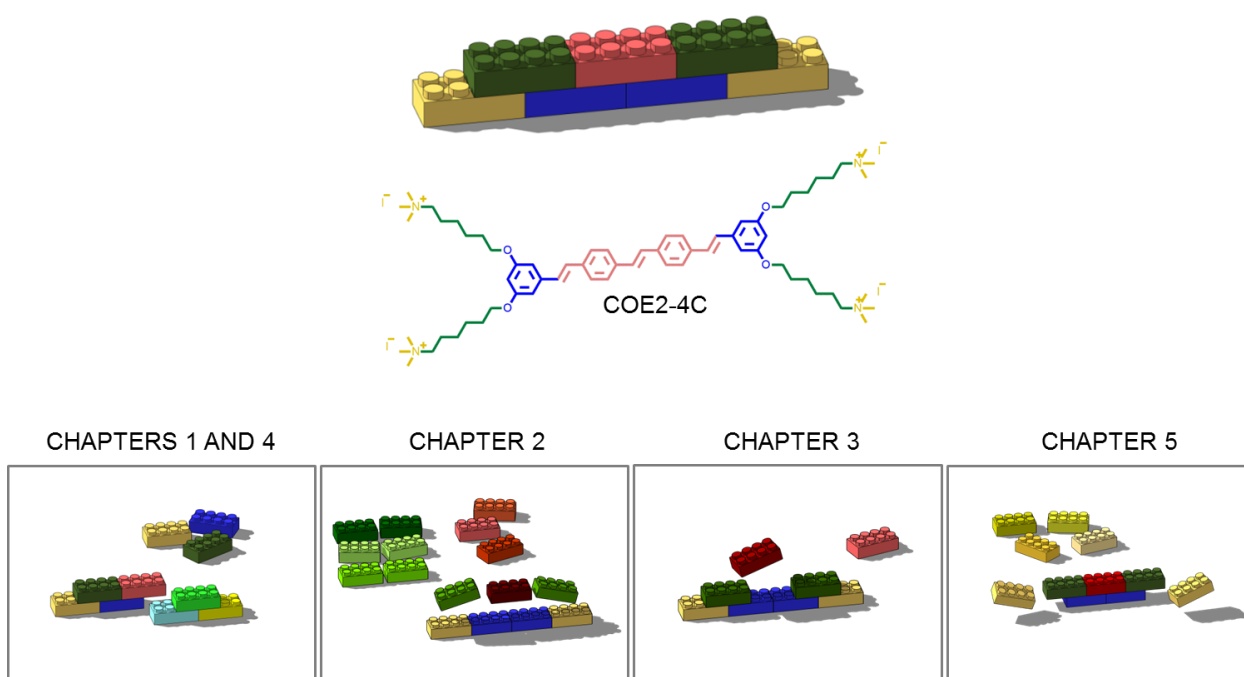 N+
I-
I-
N+
O
O
O
O
COE2-4C
N+
I-
N+
I-
CHAPTERS 1 AND 4
CHAPTER 2
CHAPTER 3
CHAPTER 5